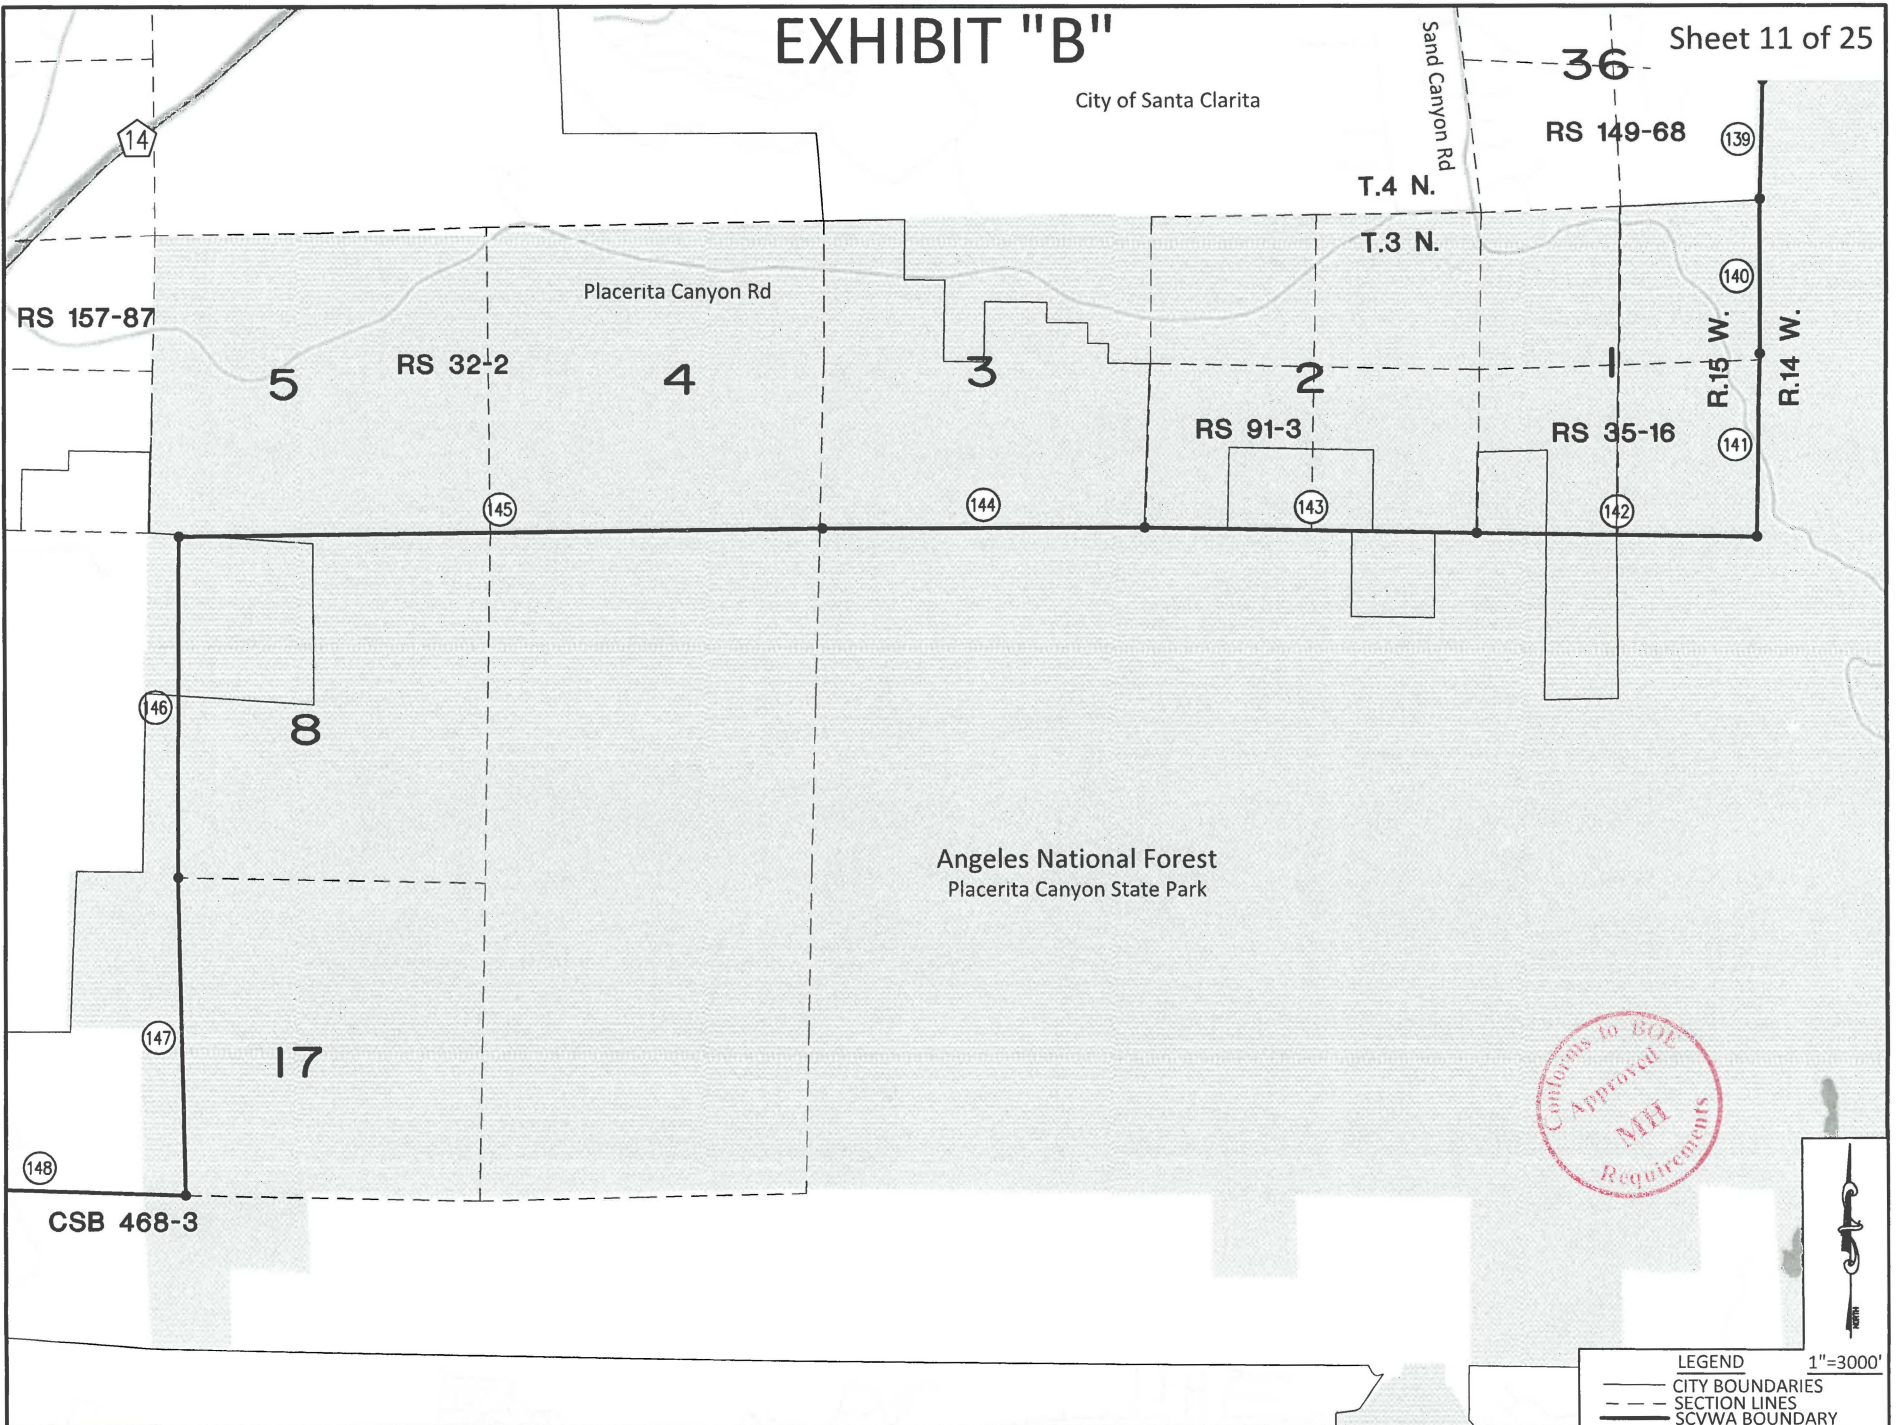 EXHIBIT "B"
Sheet 11 of 25
City of Santa Clarita
Sand Canyon Rd
36
RS 149-68
139
14
T.4 N.
T.3 N.
140
Placerita Canyon Rd
RS 157-87
RS 32-2
5
4
3
2
1
R.15 W.
R.14 W.
RS 91-3
RS 35-16
141
145
144
143
142
146
8
Angeles National Forest
Placerita Canyon State Park
147
17
Conforms to BOE
Approved
MH
Requirements
148
CSB 468-3
NORTH
LEGEND 1"=3000'
CITY BOUNDARIES
SECTION LINES
SCVWA BOUNDARY